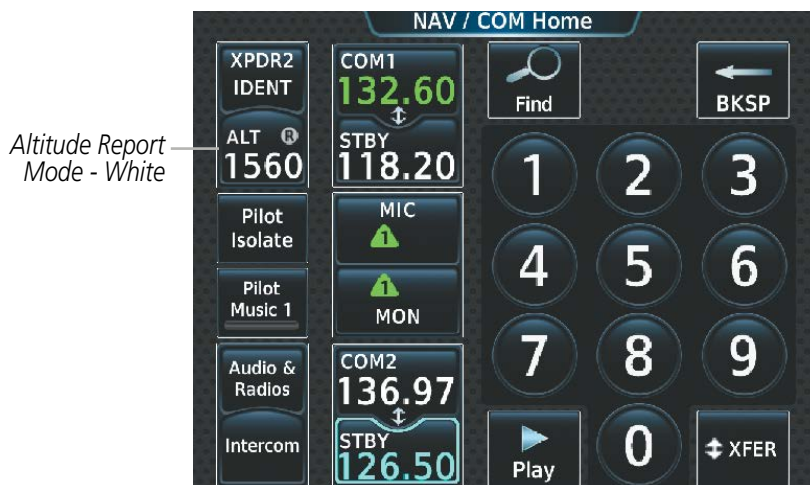 NAV / COM Home
Altitude Report
Mode - White
XPDR2
IDENT
ALT R
1560
Pilot
Isolate
Pilot
Music 1
Audio &
Radios
Intercom
COM1
132.60
STBY
118.20
MIC
1
1
MON
COM2
136.97
STBY
126.50
Find
BKSP
1
2
3
4
5
6
7
8
9
Play
0
XFER